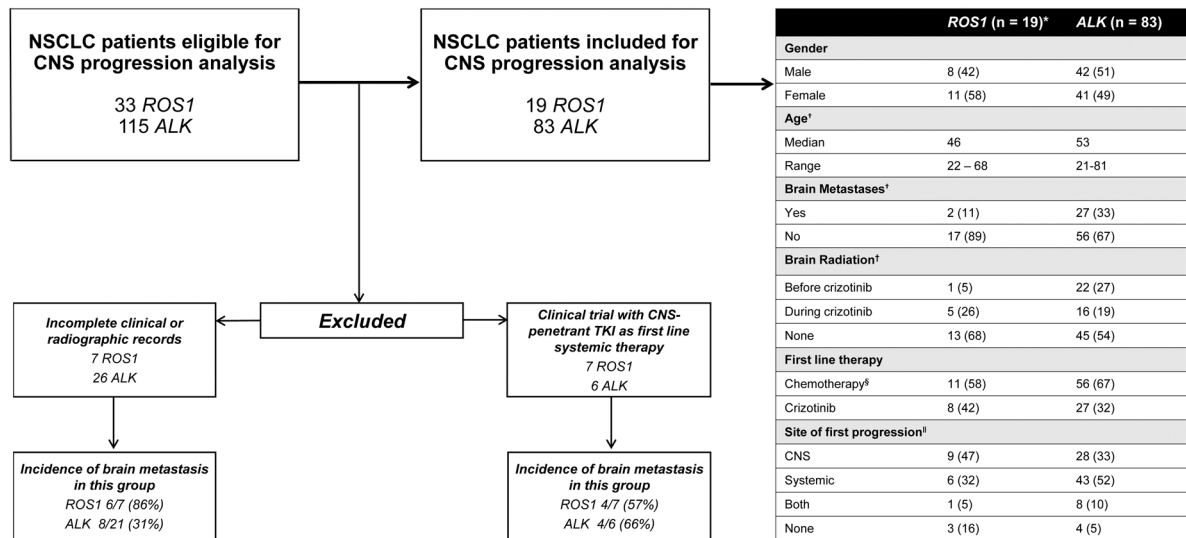 NSCLC patients eligible for
CNS progression analysis
33 ROS1
115 ALK
NSCLC patients included for
CNS progression analysis
19 ROS1
83 ALK
Excluded
Incomplete clinical or
radiographic records
7 ROS1
26 ALK
Clinical trial with CNS-
penetrant TKI as first line
systemic therapy
7 ROS1
6 ALK
Incidence of brain metastasis
in this group
ROS1 6/7 (86%)
ALK 8/21 (31%)
Incidence of brain metastasis
in this group
ROS1 4/7 (57%)
ALK 4/6 (66%)
ROS1 (n = 19)* ALK (n = 83)
Gender
Male 8 (42) 42 (51)
Female 11 (58) 41 (49)
Age†
Median 46 53
Range 22 – 68 21-81
Brain Metastases†
Yes 2 (11) 27 (33)
No 17 (89) 56 (67)
Brain Radiation†
Before crizotinib 1 (5) 22 (27)
During crizotinib 5 (26) 16 (19)
None 13 (68) 45 (54)
First line therapy
Chemotherapy§ 11 (58) 56 (67)
Crizotinib 8 (42) 27 (32)
Site of first progression||
CNS 9 (47) 28 (33)
Systemic 6 (32) 43 (52)
Both 1 (5) 8 (10)
None 3 (16) 4 (5)